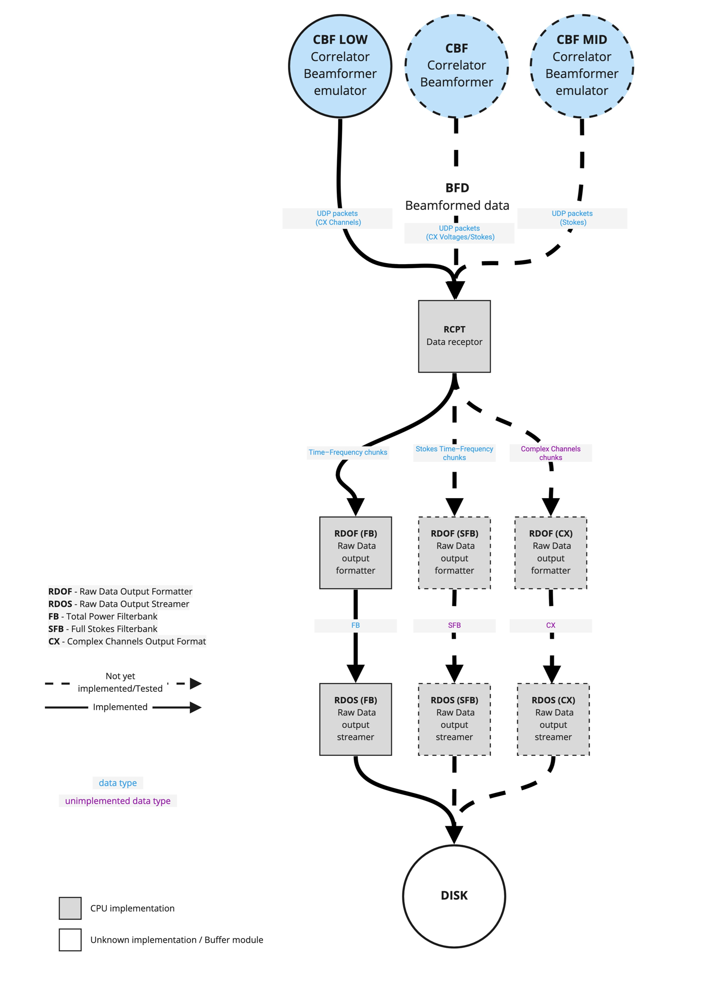 CBF LOW
Correlator
Beamformer
emulator
CBF
Correlator
Beamformer
CBF MID
Correlator
Beamformer
emulator
BFD
Beamformed data
UDP packets
(CX Channels)
UDP packets
(CX Voltages/Stokes)
UDP packets
(Stokes)
RCPT
Data receptor
Time–Frequency chunks
Stokes Time–Frequency
chunks
Complex Channels
chunks
RDOF (FB)
Raw Data
output
formatter
RDOF (SFB)
Raw Data
output
formatter
RDOF (CX)
Raw Data
output
formatter
RDOF - Raw Data Output Formatter
RDOS - Raw Data Output Streamer
FB - Total Power Filterbank
SFB - Full Stokes Filterbank
CX - Complex Channels Output Format
FB
SFB
CX
Not yet
implemented/Tested
Implemented
RDOS (FB)
Raw Data
output
streamer
RDOS (SFB)
Raw Data
output
streamer
RDOS (CX)
Raw Data
output
streamer
data type
unimplemented data type
DISK
CPU implementation
Unknown implementation / Buffer module